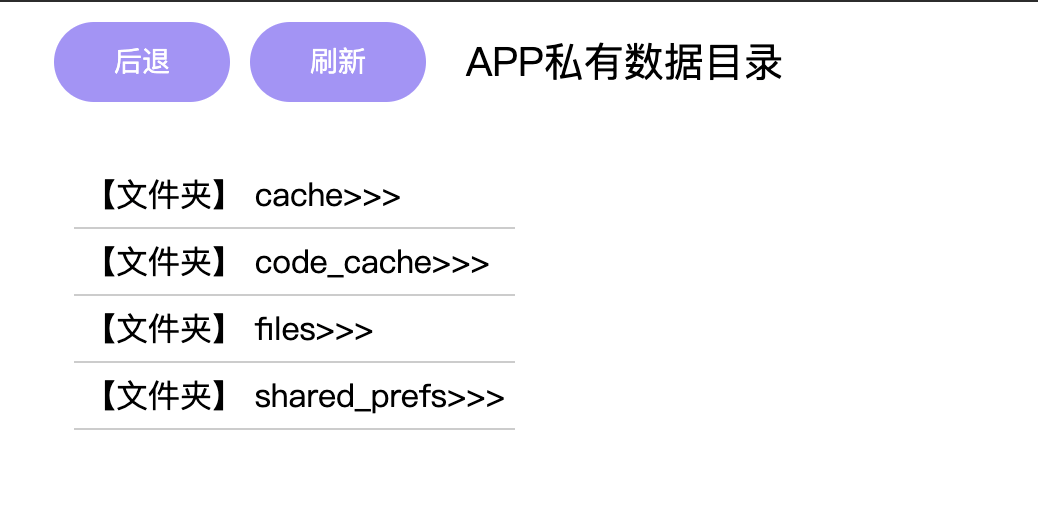 后退 刷新 APP私有数据目录
【文件夹】 cache>>>
【文件夹】 code_cache>>>
【文件夹】 files>>>
【文件夹】 shared_prefs>>>